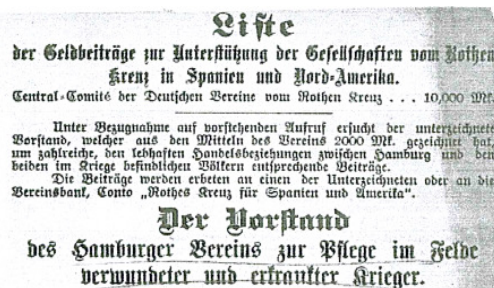 Liste
der Geldbeiträge zur Unterstützung der Gesellschaften vom Rothen
Kreuz in Spanien und Nord-Amerika.
Central-Comité der Deutschen Vereine vom Rothen Kreuz . . . 10,000 Mk.
Unter Bezugnahme auf vorstehenden Aufruf ersucht der unterzeichnete
Vorstand, welcher aus den Mitteln des Vereins 2000 Mk. gezeichnet hat,
um zahlreiche, den lebhaften Handelsbeziehungen zwischen Hamburg und den
beiden im Kriege befindlichen Völkern entsprechende Beiträge.
Die Beiträge werden erbeten an einen der Unterzeichneten oder an die
Vereinsbank, Conto „Rothes Kreuz für Spanien und Amerika".
Der Vorstand
des Hamburger Vereins zur Pflege im Felde
verwundeter und erkrankter Krieger.